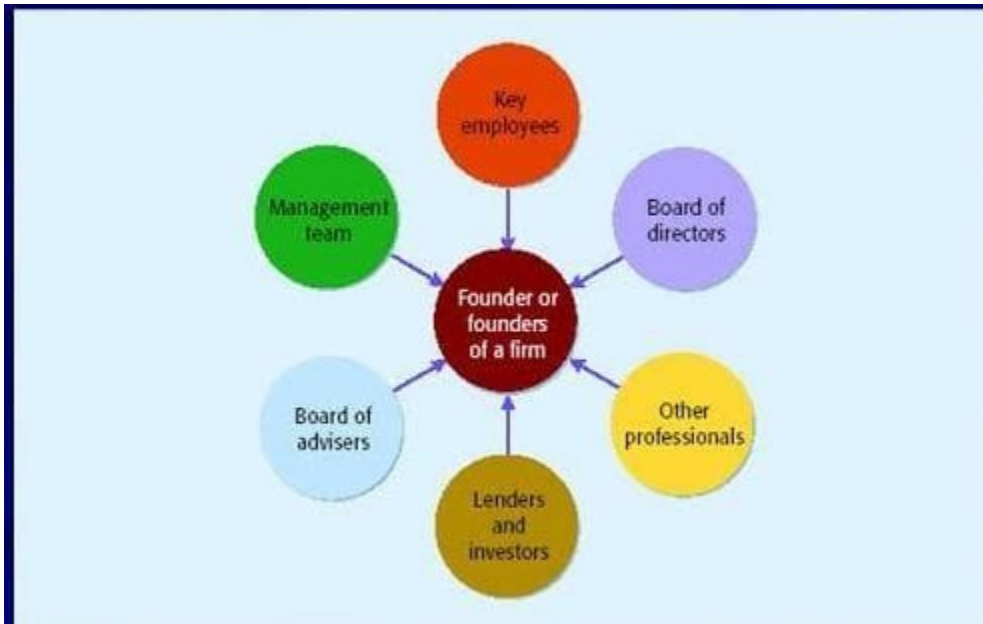 Key
employees
Management
team
Board of
directors
Founder or
founders
of a firm
Board of
advisers
Other
professionals
Lenders
and
investors